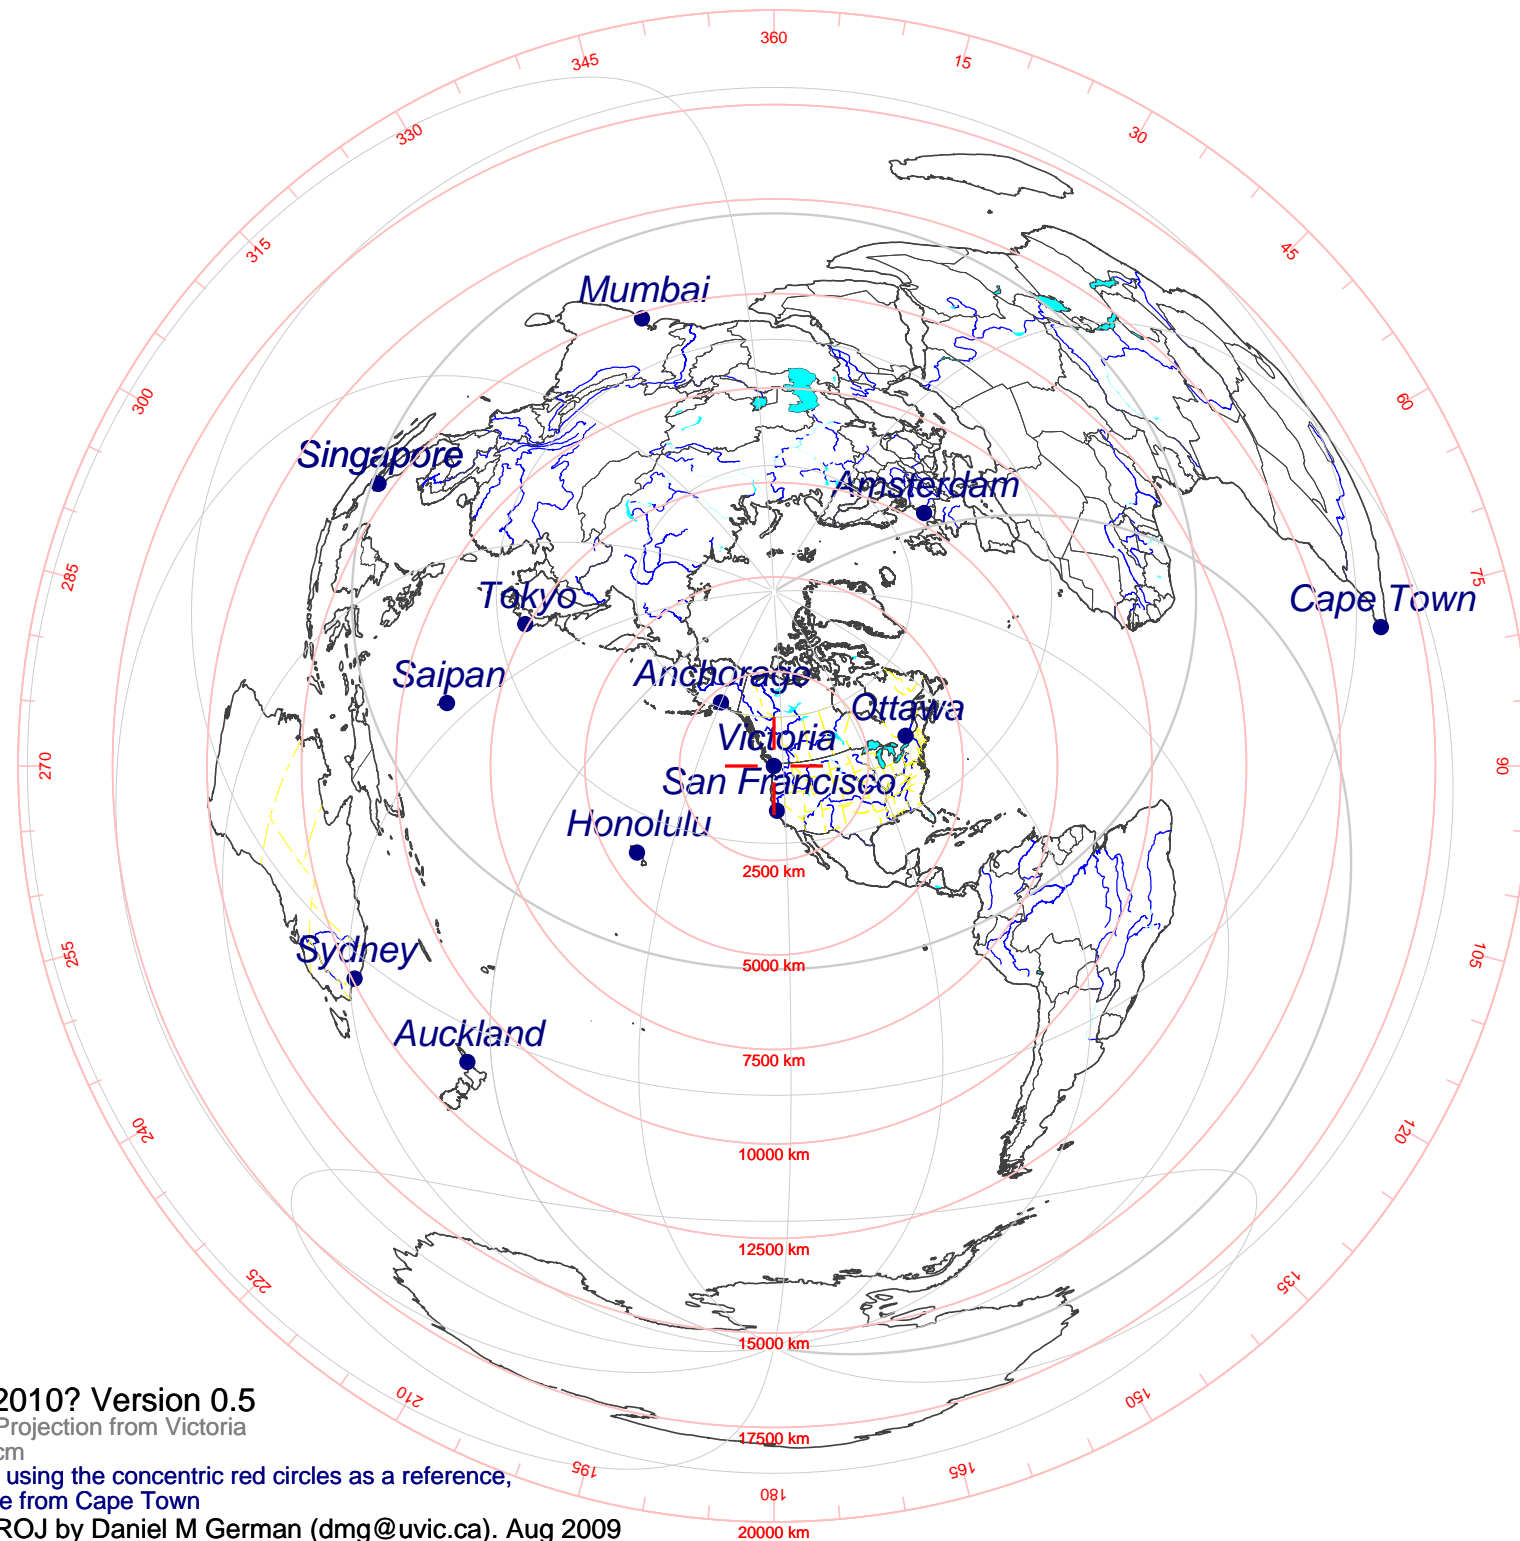 360
345
15
330
30
315
45
Mumbai
300
60
Singapore
Amsterdam
285
75
Tokyo
Cape Town
Saipan
Anchorage
Ottawa
Victoria
270
90
San Francisco
Honolulu
2500 km
Sydney
255
105
5000 km
Auckland
7500 km
240
120
10000 km
12500 km
225
135
15000 km
210
150
2010? Version 0.5
Projection from Victoria
17500 km
cm
using the concentric red circles as a reference,
195
165
e from Cape Town
180
ROJ by Daniel M German (dmg@uvic.ca). Aug 2009
20000 km